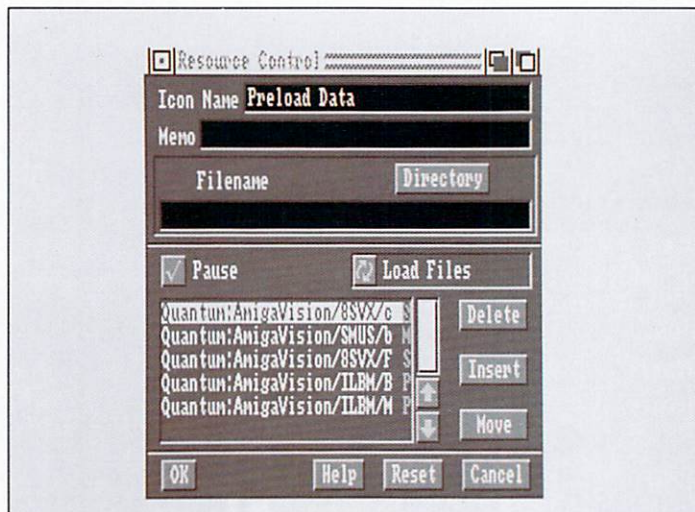 Resource Control
Icon Name Preload Data
Memo
Filename Directory
Pause Load Files
Quantum:AmigaVision/8SVX/c S
Quantum:AmigaVision/SMUS/b M
Quantum:AmigaVision/8SVX/F S
Quantum:AmigaVision/ILBM/B P
Quantum:AmigaVision/ILBM/M P
Delete
Insert
Move
OK Help Reset Cancel